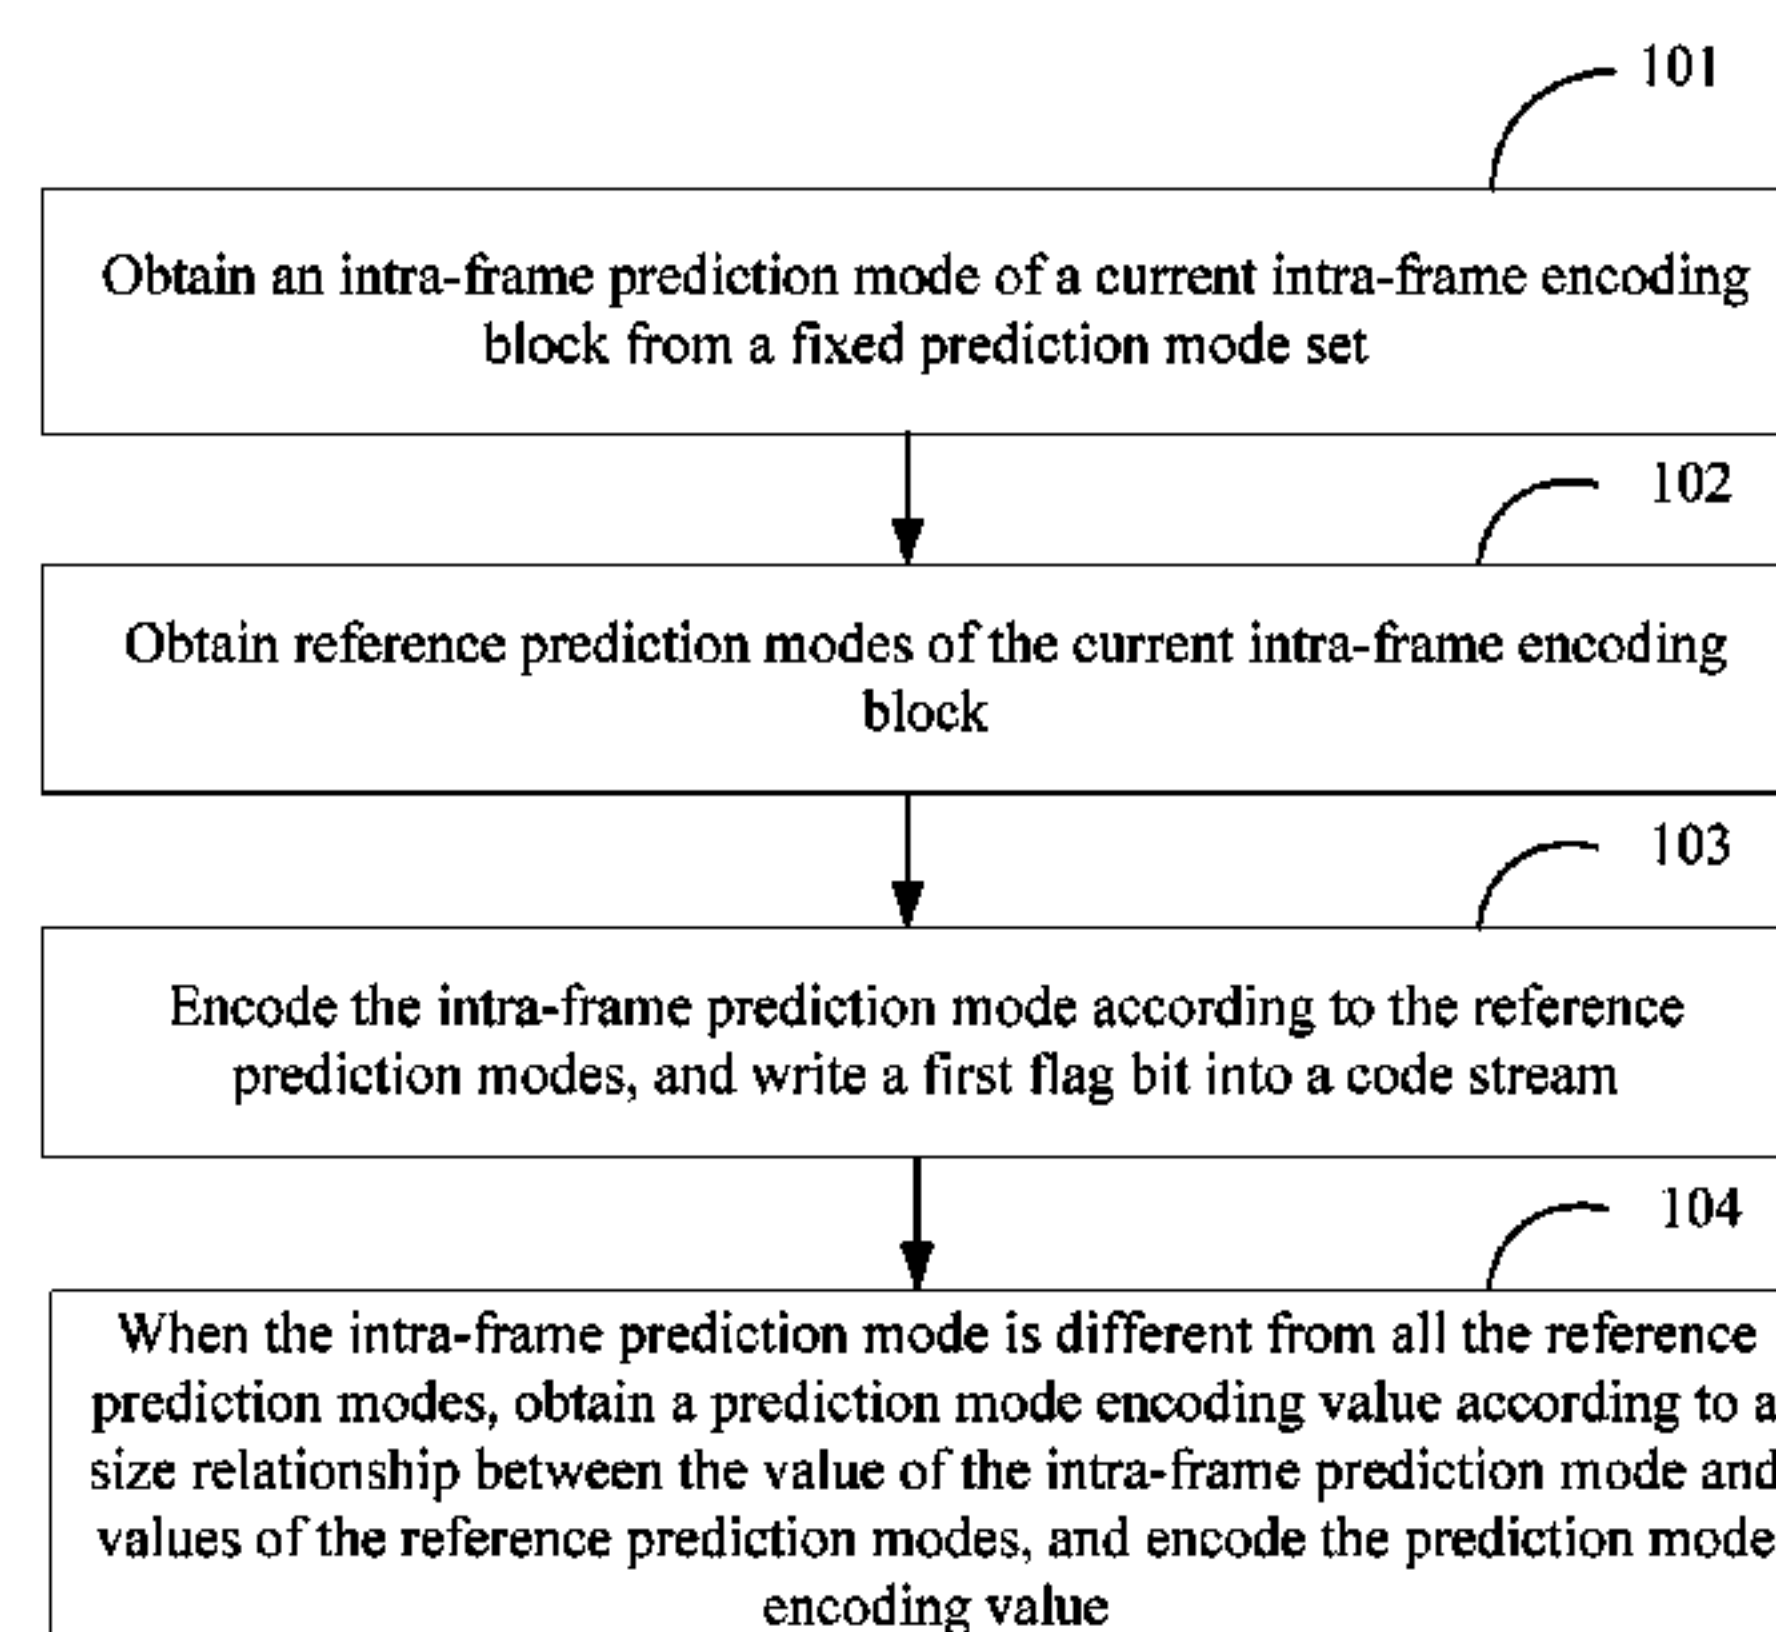 101
Obtain an intra-frame prediction mode of a current intra-frame encoding
block from a fixed prediction mode set
102
Obtain reference prediction modes of the current intra-frame encoding
block
103
Encode the intra-frame prediction mode according to the reference
prediction modes, and write a first flag bit into a code stream
104
When the intra-frame prediction mode is different from all the reference
prediction modes, obtain a prediction mode encoding value according to a
size relationship between the value of the intra-frame prediction mode and
values of the reference prediction modes, and encode the prediction mode
encoding value